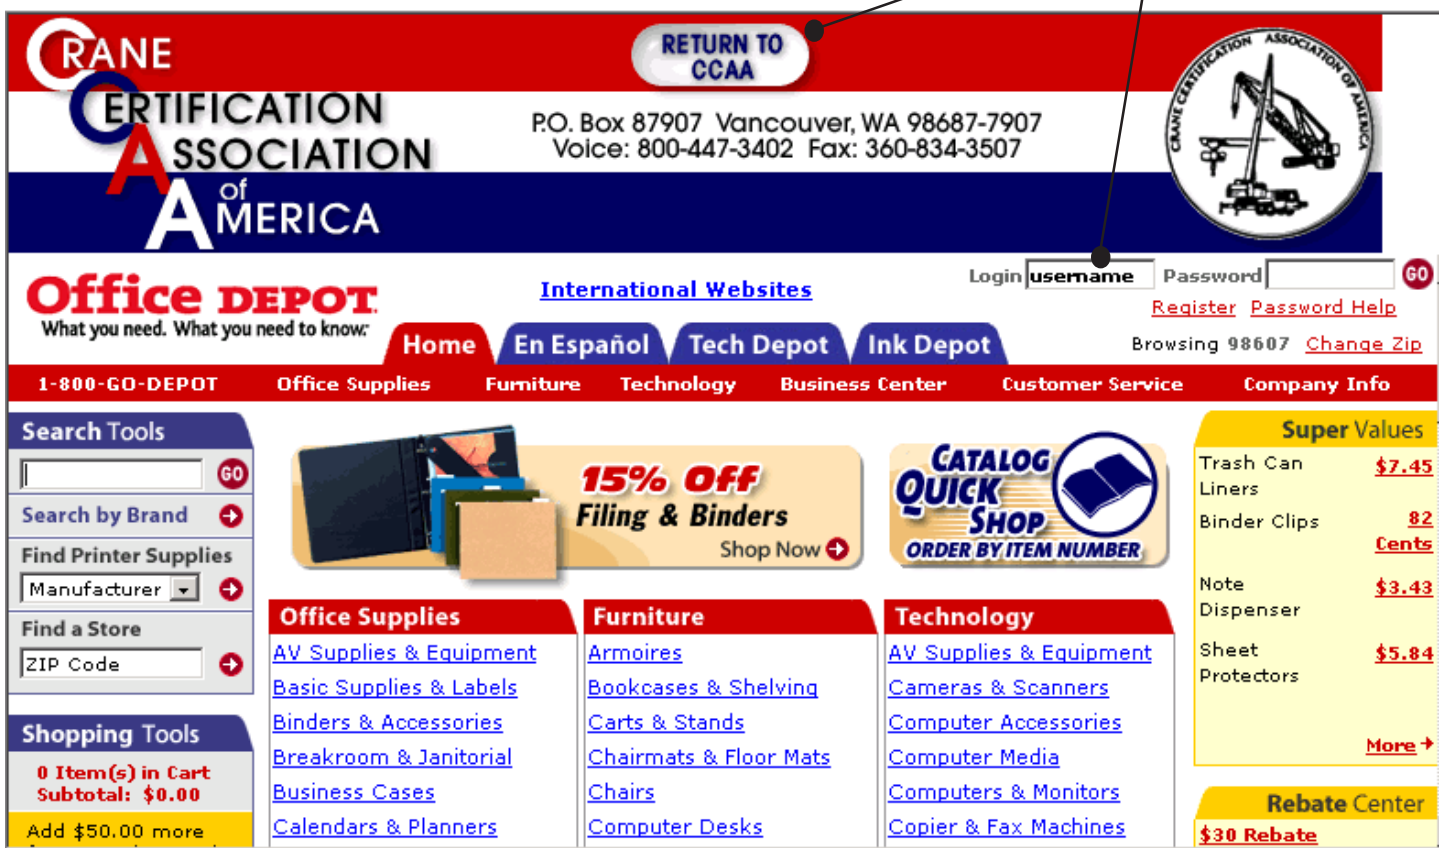 CRANE
CERTIFICATION
ASSOCIATION
of
AMERICA
RETURN TO
CCAA
P.O. Box 87907 Vancouver, WA 98687-7907
Voice: 800-447-3402 Fax: 360-834-3507
CRANE CERTIFICATION ASSOCIATION OF AMERICA
Office DEPOT.
What you need. What you need to know.
International Websites
Login username Password GO
Register Password Help
Browsing 98607 Change Zip
Home En Español Tech Depot Ink Depot
1-800-GO-DEPOT Office Supplies Furniture Technology Business Center Customer Service Company Info
Search Tools
GO
Search by Brand
Find Printer Supplies
Manufacturer
Find a Store
ZIP Code
Shopping Tools
0 Item(s) in Cart
Subtotal: $0.00
Add $50.00 more
15% Off
Filing & Binders
Shop Now
CATALOG
QUICK
SHOP
ORDER BY ITEM NUMBER
Office Supplies
AV Supplies & Equipment
Basic Supplies & Labels
Binders & Accessories
Breakroom & Janitorial
Business Cases
Calendars & Planners
Furniture
Armoires
Bookcases & Shelving
Carts & Stands
Chairmats & Floor Mats
Chairs
Computer Desks
Technology
AV Supplies & Equipment
Cameras & Scanners
Computer Accessories
Computer Media
Computers & Monitors
Copier & Fax Machines
Super Values
Trash Can $7.45
Liners
Binder Clips 82
Cents
Note $3.43
Dispenser
Sheet $5.84
Protectors
More
Rebate Center
$30 Rebate